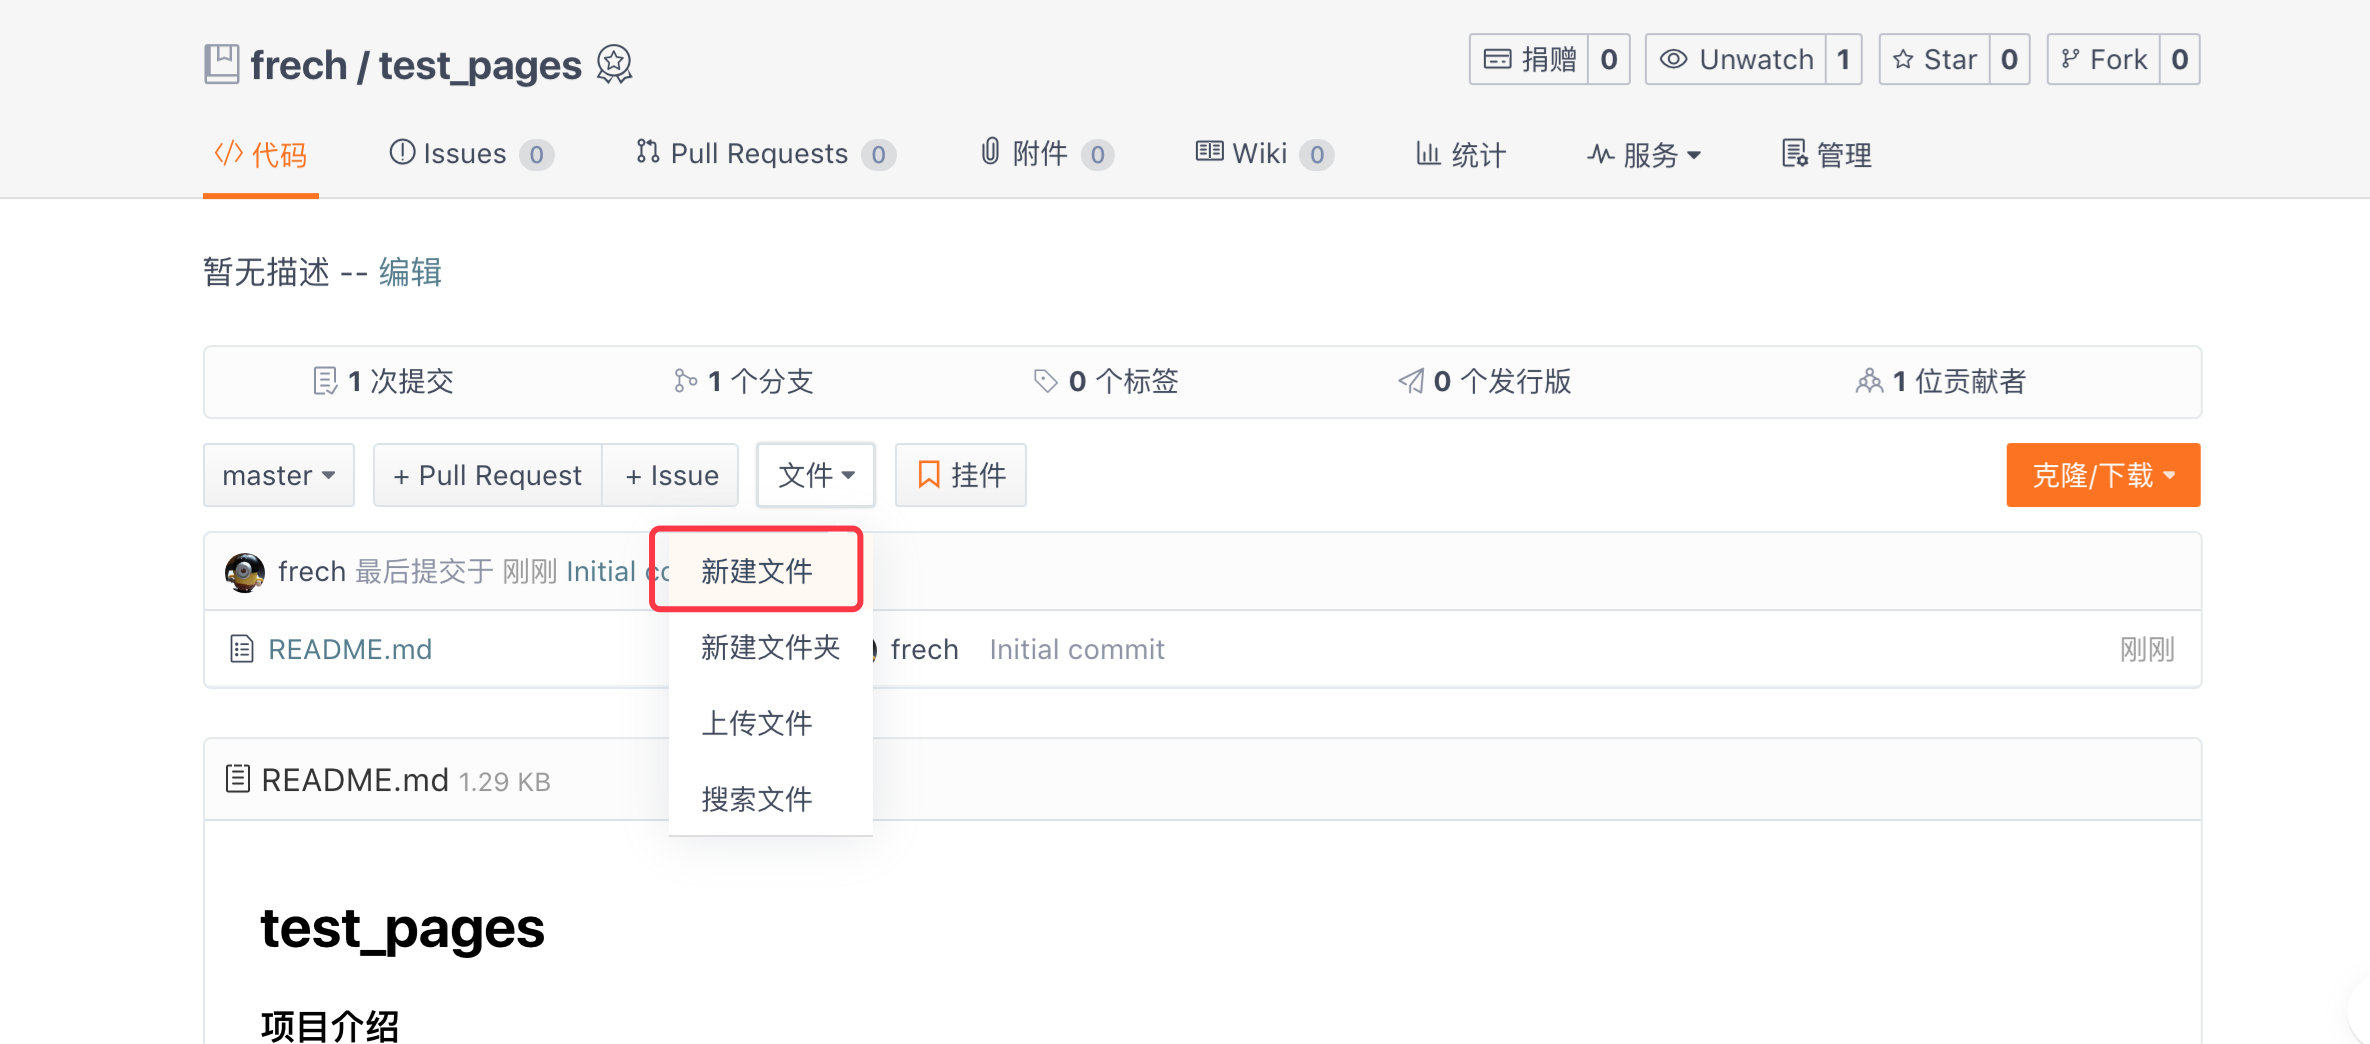 frech / test_pages
捐赠 0 Unwatch 1 Star 0 Fork 0
代码 Issues 0 Pull Requests 0 附件 0 Wiki 0 统计 服务 管理
暂无描述 -- 编辑
1 次提交 1 个分支 0 个标签 0 个发行版 1 位贡献者
master + Pull Request + Issue 文件 挂件 克隆/下载
frech 最后提交于 刚刚 Initial co
新建文件
README.md
新建文件夹
frech Initial commit 刚刚
上传文件
README.md 1.29 KB
搜索文件
test_pages
项目介绍